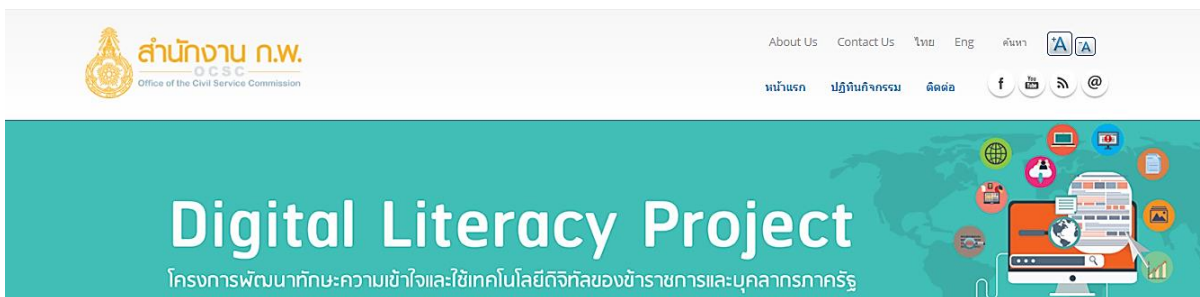 สำนักงาน ก.พ.
OCSC
Office of the Civil Service Commission
About Us Contact Us ไทย Eng ค้นหา +A -A
หน้าแรก ปฏิทินกิจกรรม ติดต่อ f You Tube @
Digital Literacy Project
โครงการพัฒนาทักษะความเข้าใจและใช้เทคโนโลยีดิจิทัลของข้าราชการและบุคลากรภาครัฐ